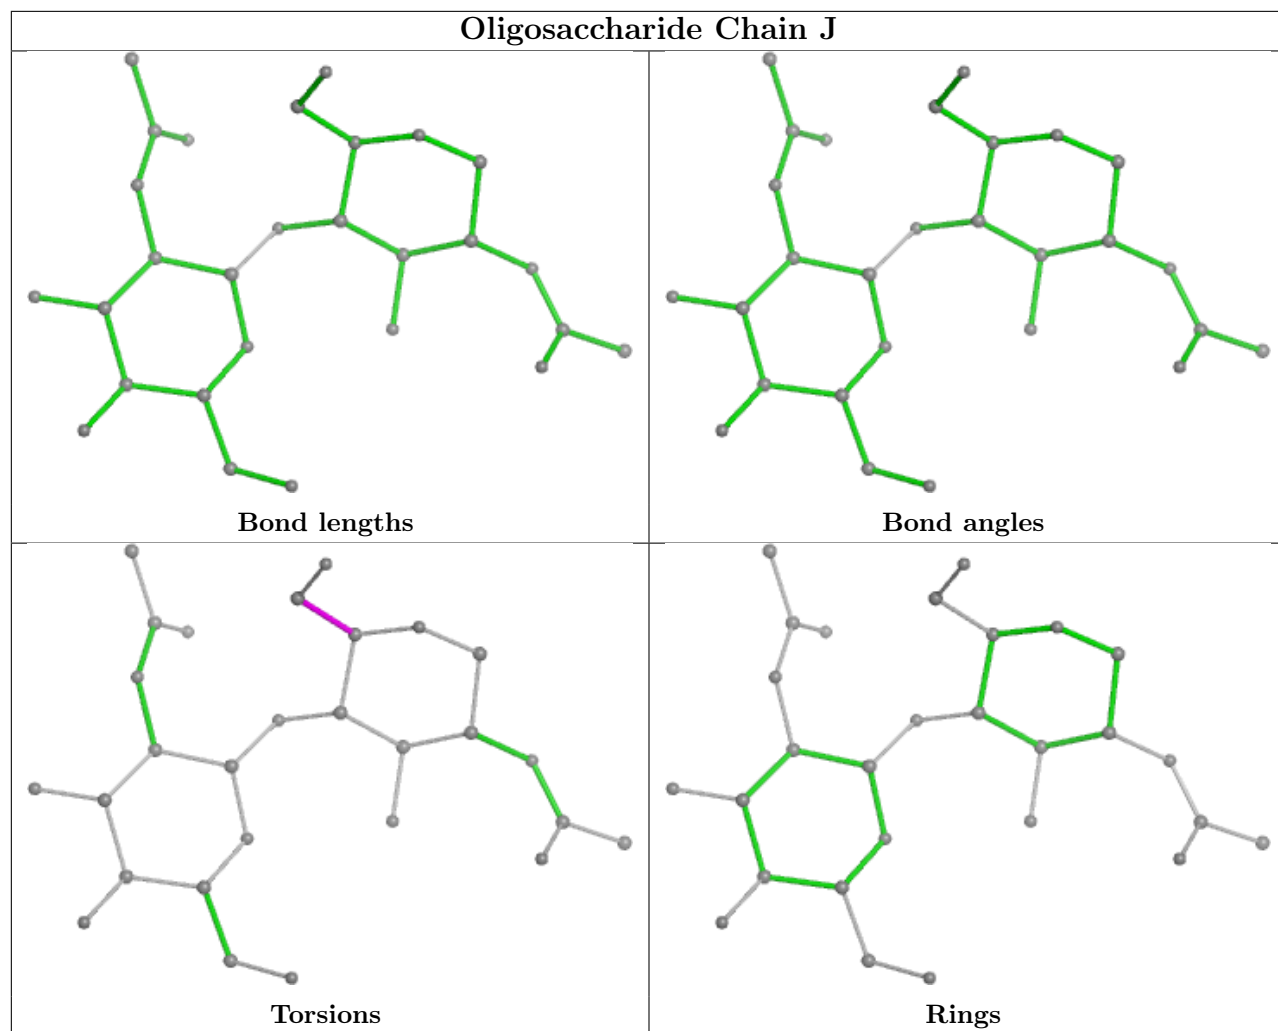 Oligosaccharide Chain J
Bond lengths
Bond angles
Torsions
Rings